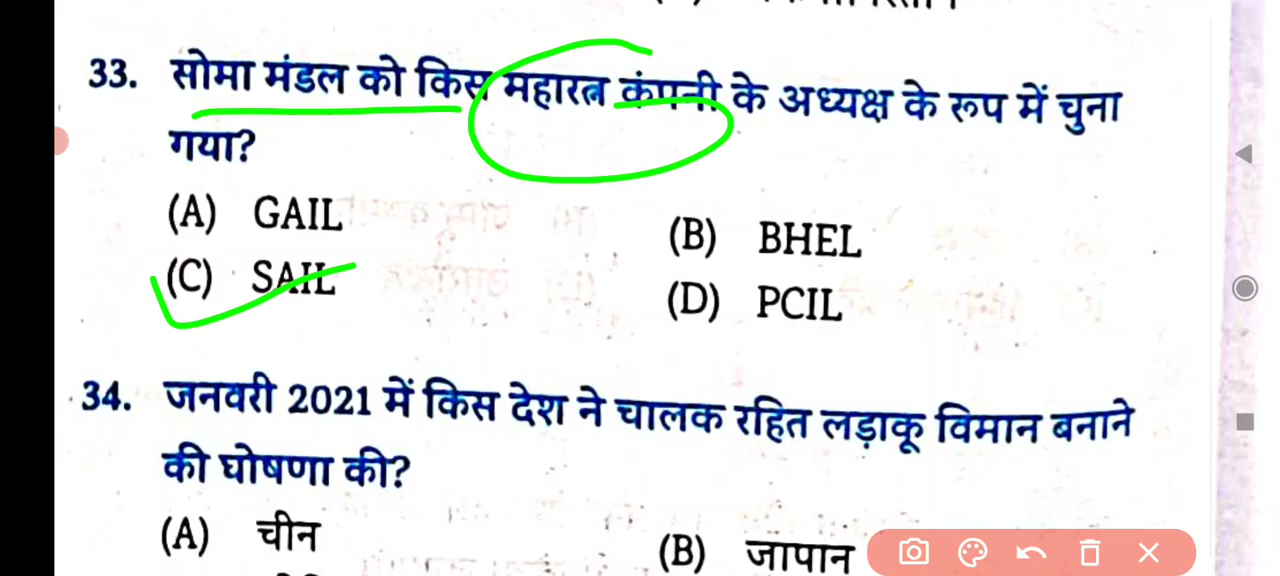 33. सोमा मंडल को किस महारत्न कंपनी के अध्यक्ष के रूप में चुना
गया?
(A) GAIL
(B) BHEL
(C) SAIL
(D) PCIL
34. जनवरी 2021 में किस देश ने चालक रहित लड़ाकू विमान बनाने
की घोषणा की?
(A) चीन
(B) जापान